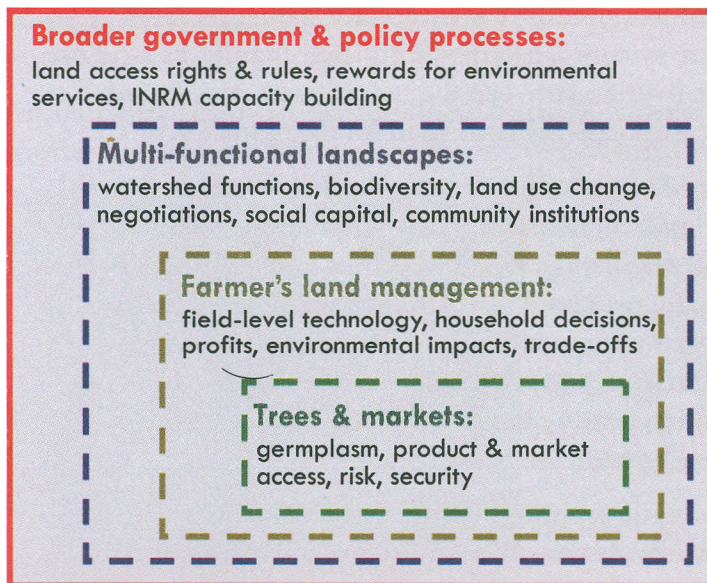 Broader government & policy processes:
land access rights & rules, rewards for environmental
services, INRM capacity building
Multi-functional landscapes:
watershed functions, biodiversity, land use change,
negotiations, social capital, community institutions
Farmer's land management:
field-level technology, household decisions,
profits, environmental impacts, trade-offs
Trees & markets:
germplasm, product & market
access, risk, security